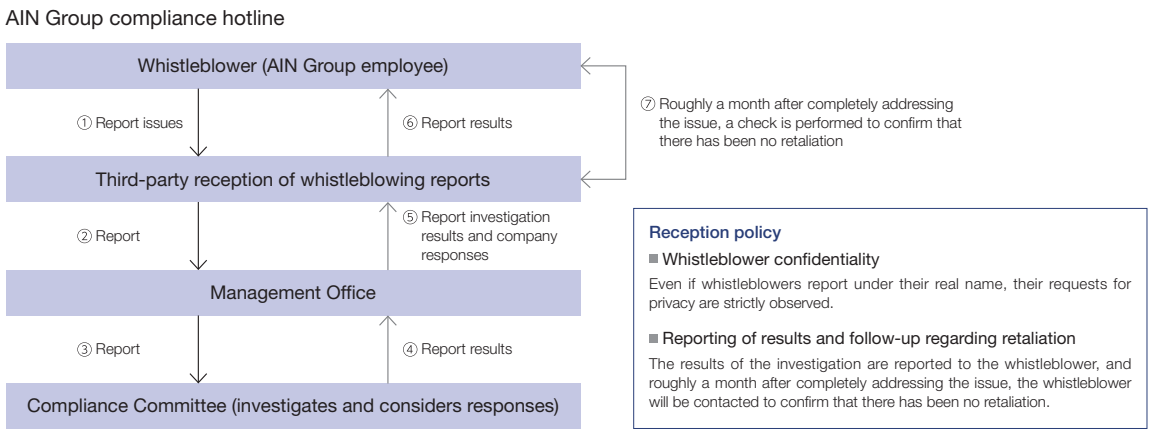 AIN Group compliance hotline
Whistleblower (AIN Group employee)
① Report issues
⑥ Report results
⑦ Roughly a month after completely addressing
the issue, a check is performed to confirm that
there has been no retaliation
Third-party reception of whistleblowing reports
② Report
⑤ Report investigation
results and company
responses
Management Office
③ Report
④ Report results
Compliance Committee (investigates and considers responses)
Reception policy
■ Whistleblower confidentiality
Even if whistleblowers report under their real name, their requests for
privacy are strictly observed.
■ Reporting of results and follow-up regarding retaliation
The results of the investigation are reported to the whistleblower, and
roughly a month after completely addressing the issue, the whistleblower
will be contacted to confirm that there has been no retaliation.